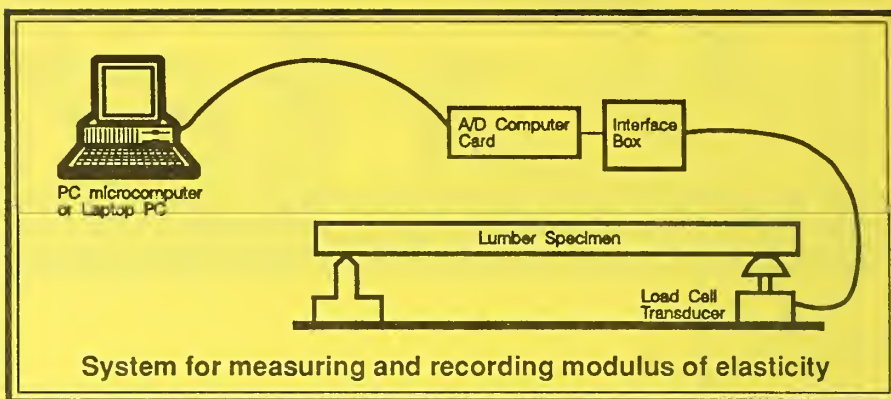 A/D Computer
Card
Interface
Box
PC microcomputer
or Laptop PC
Lumber Specimen
Load Cell
Transducer
System for measuring and recording modulus of elasticity